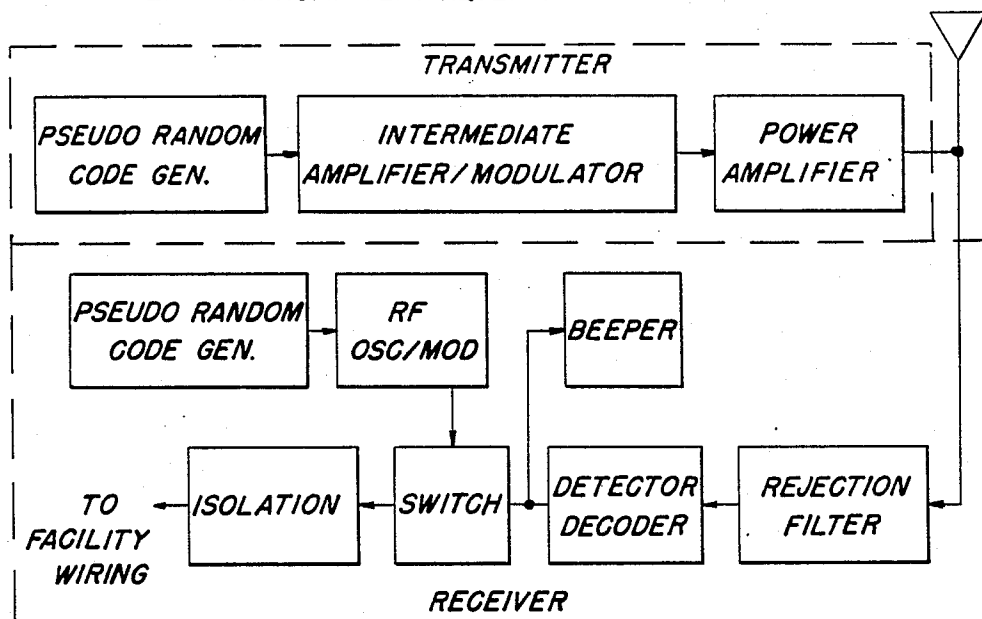 TRANSMITTER
PSEUDO RANDOM
CODE GEN.
INTERMEDIATE
AMPLIFIER/MODULATOR
POWER
AMPLIFIER
PSEUDO RANDOM
CODE GEN.
RF
OSC/MOD
BEEPER
TO
FACILITY
WIRING
ISOLATION
SWITCH
DETECTOR
DECODER
REJECTION
FILTER
RECEIVER